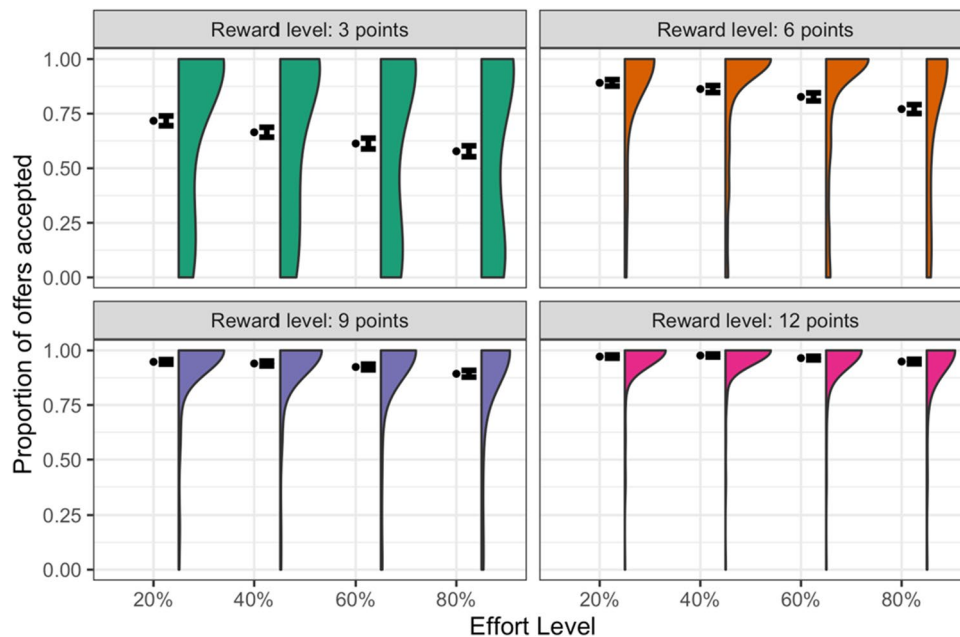 Reward level: 3 points
Reward level: 6 points
Proportion of offers accepted
1.00
0.75
0.50
0.25
0.00
Reward level: 9 points
Reward level: 12 points
1.00
0.75
0.50
0.25
0.00
20% 40% 60% 80%
20% 40% 60% 80%
Effort Level